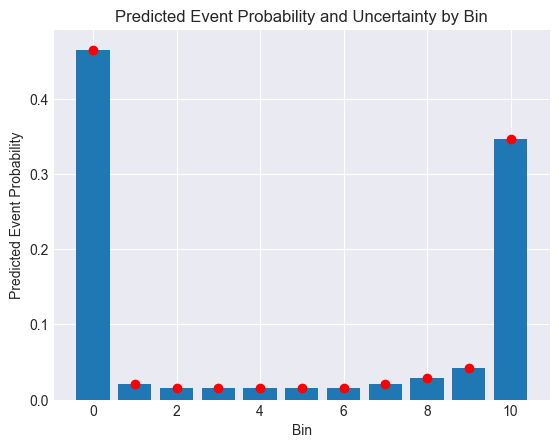 Predicted Event Probability and Uncertainty by Bin
Predicted Event Probability
0.4
0.3
0.2
0.1
0.0
0 2 4 6 8 10
Bin